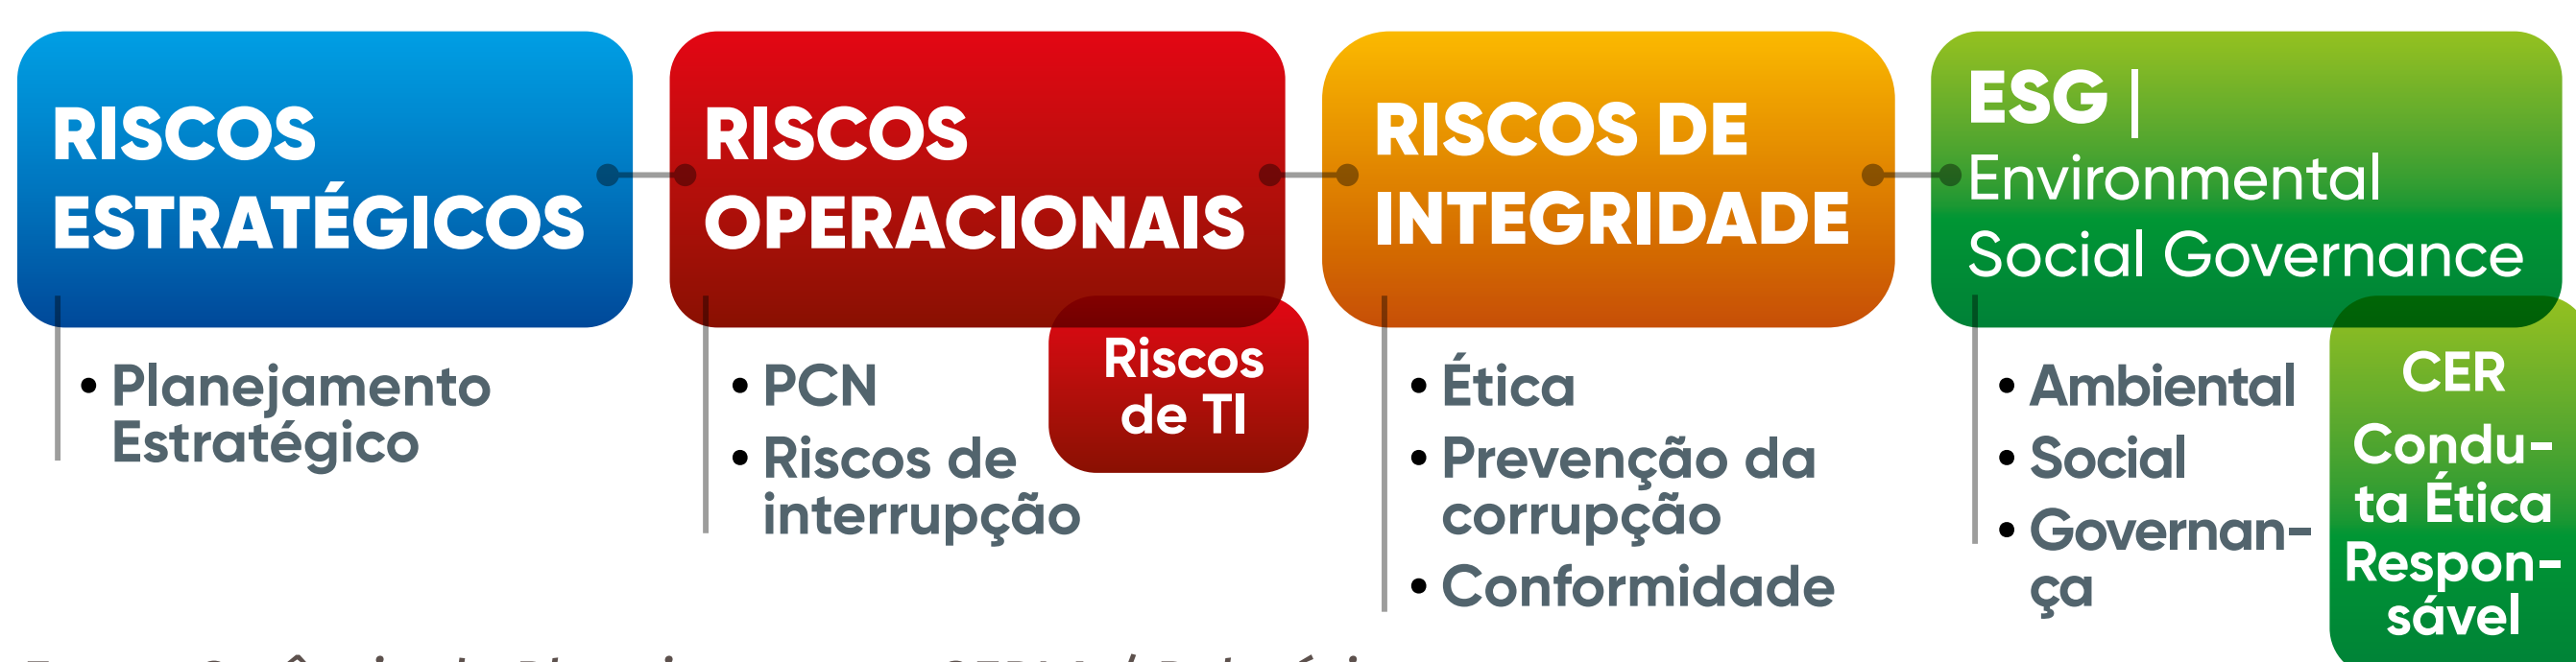 RISCOS
ESTRATÉGICOS
• Planejamento
Estratégico
RISCOS
OPERACIONAIS
• PCN
• Riscos de
interrupção
Riscos
de TI
RISCOS DE
INTEGRIDADE
• Ética
• Prevenção da
corrupção
• Conformidade
ESG |
Environmental
Social Governance
• Ambiental
• Social
• Governan-
ça
CER
Condu-
ta Ética
Respon-
sável